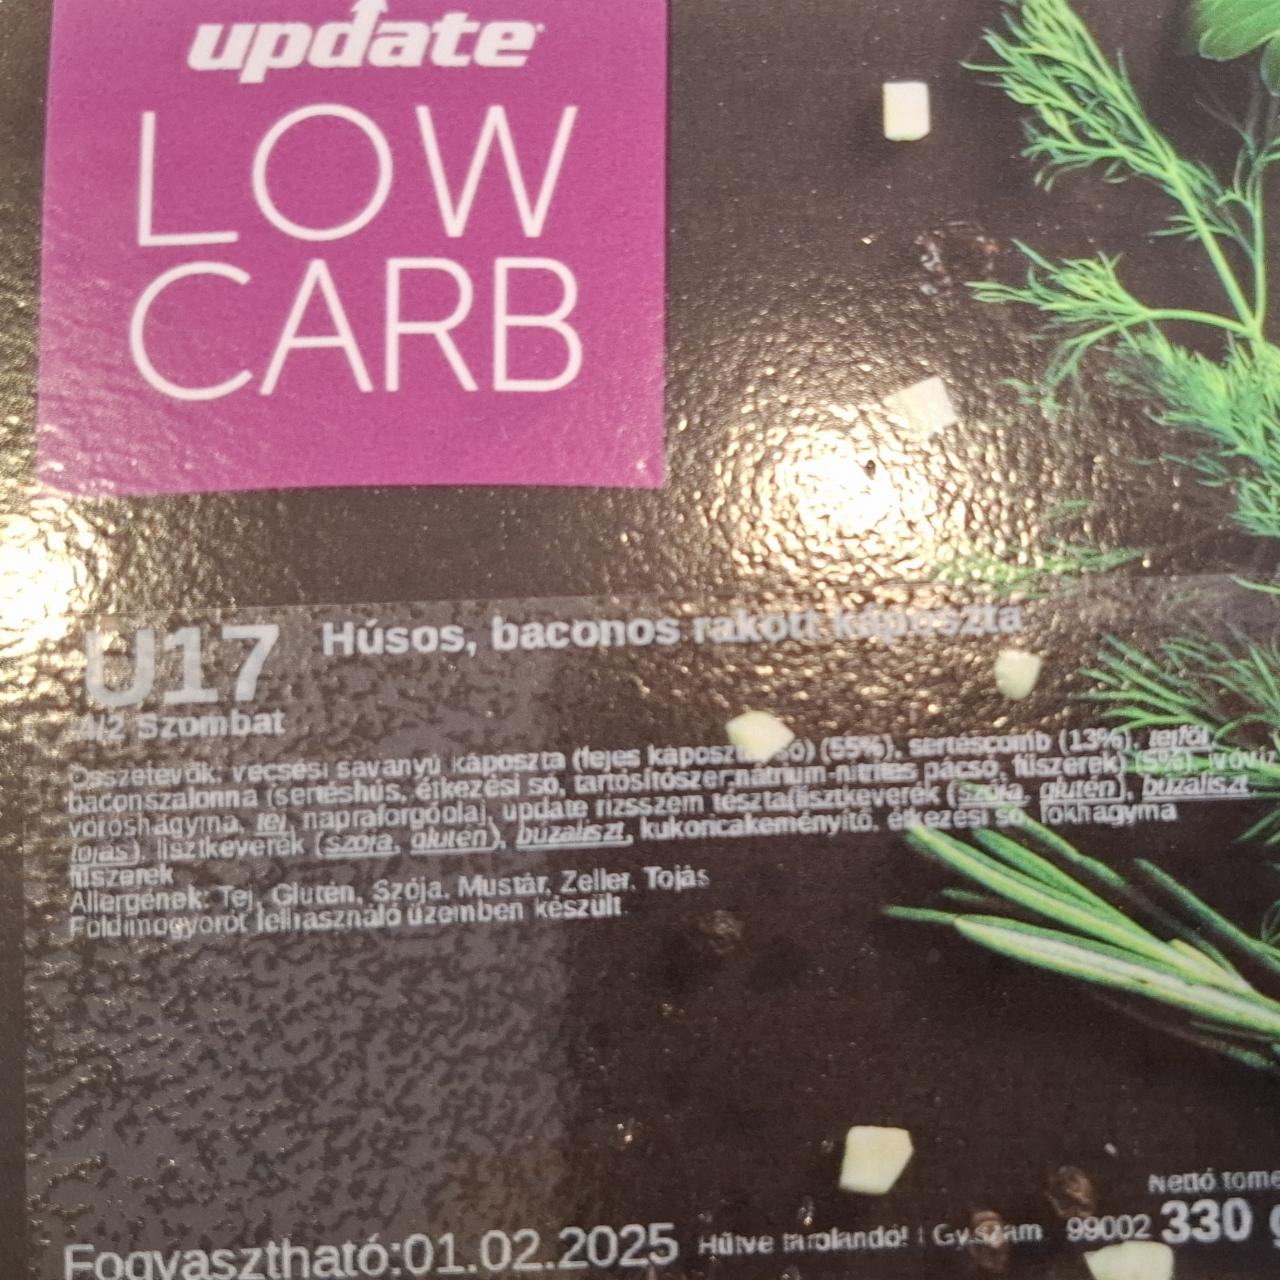 update
LOW
CARB
U17 Húsos, baconos rakott káposzta
4/2 Szombat
Összetevők: vecsési savanyú káposzta (fejes káposzta, só) (55%), sertéscomb (13%), tejföl,
baconszalonna (sertéshús, étkezési só, tartósítószer:nátrium-nitrites pácsó, fűszerek) (5%), ivóvíz
vöröshagyma, tej, napraforgóolaj, update rizsszem tészta(lisztkeverék (szója, glutén), búzaliszt,
tojás), lisztkeverék (szója, glutén), búzaliszt, kukoricakeményítő, étkezési só, fokhagyma
fűszerek
Allergének: Tej, Glutén, Szója, Mustár, Zeller, Tojás
Földimogyorót felhasználó üzemben készült
Nettó töme
Fogyasztható:01.02.2025 Hűtve tárolandó! | Gy.szám 99002 330 g